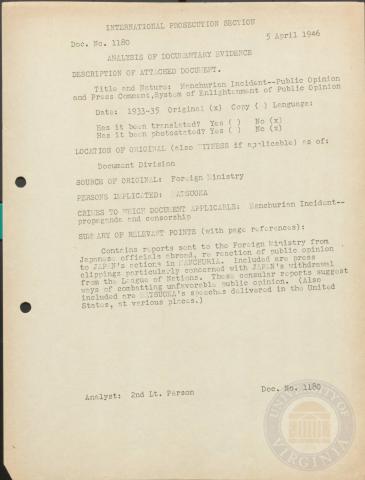 INTERNATIONAL PROSECUTION SECTION
Doc. No. 1180
5 April 1946
ANALYSIS OF DOCUMENTARY EVIDENCE
DESCRIPTION OF ATTACHED DOCUMENT.
Title and Nature: Manchurian Incident--Public Opinion
and Press Comment, System of Enlightenment of Public Opinion
Date: 1933-35 Original (x) Copy ( ) Language:
Has it been translated? Yes ( ) No (x)
Has it been photostated? Yes ( ) No (x)
LOCATION OF ORIGINAL (also WITNESS if applicable) as of:
Document Division
SOURCE OF ORIGINAL: Foreign Ministry
PERSONS IMPLICATED: MATSUOKA
CRIMES TO WHICH DOCUMENT APPLICABLE: Manchurian Incident--
propaganda and censorship
SUMMARY OF RELEVANT POINTS (with page references):
Contains reports sent to the Foreign Ministry from
Japanese officials abroad, re reaction of public opinion
to JAPAN's actions in MANCHURIA. Included are press
clippings particularly concerned with JAPAN's withdrawal
from the League of Nations. These consular reports suggest
ways of combatting unfavorable public opinion. (Also
included are MATSUOKA's speeches delivered in the United
States, at various places.)
Analyst: 2nd Lt. Person
Doc. No. 1180
UNIVERSITY OF
VIRGINIA